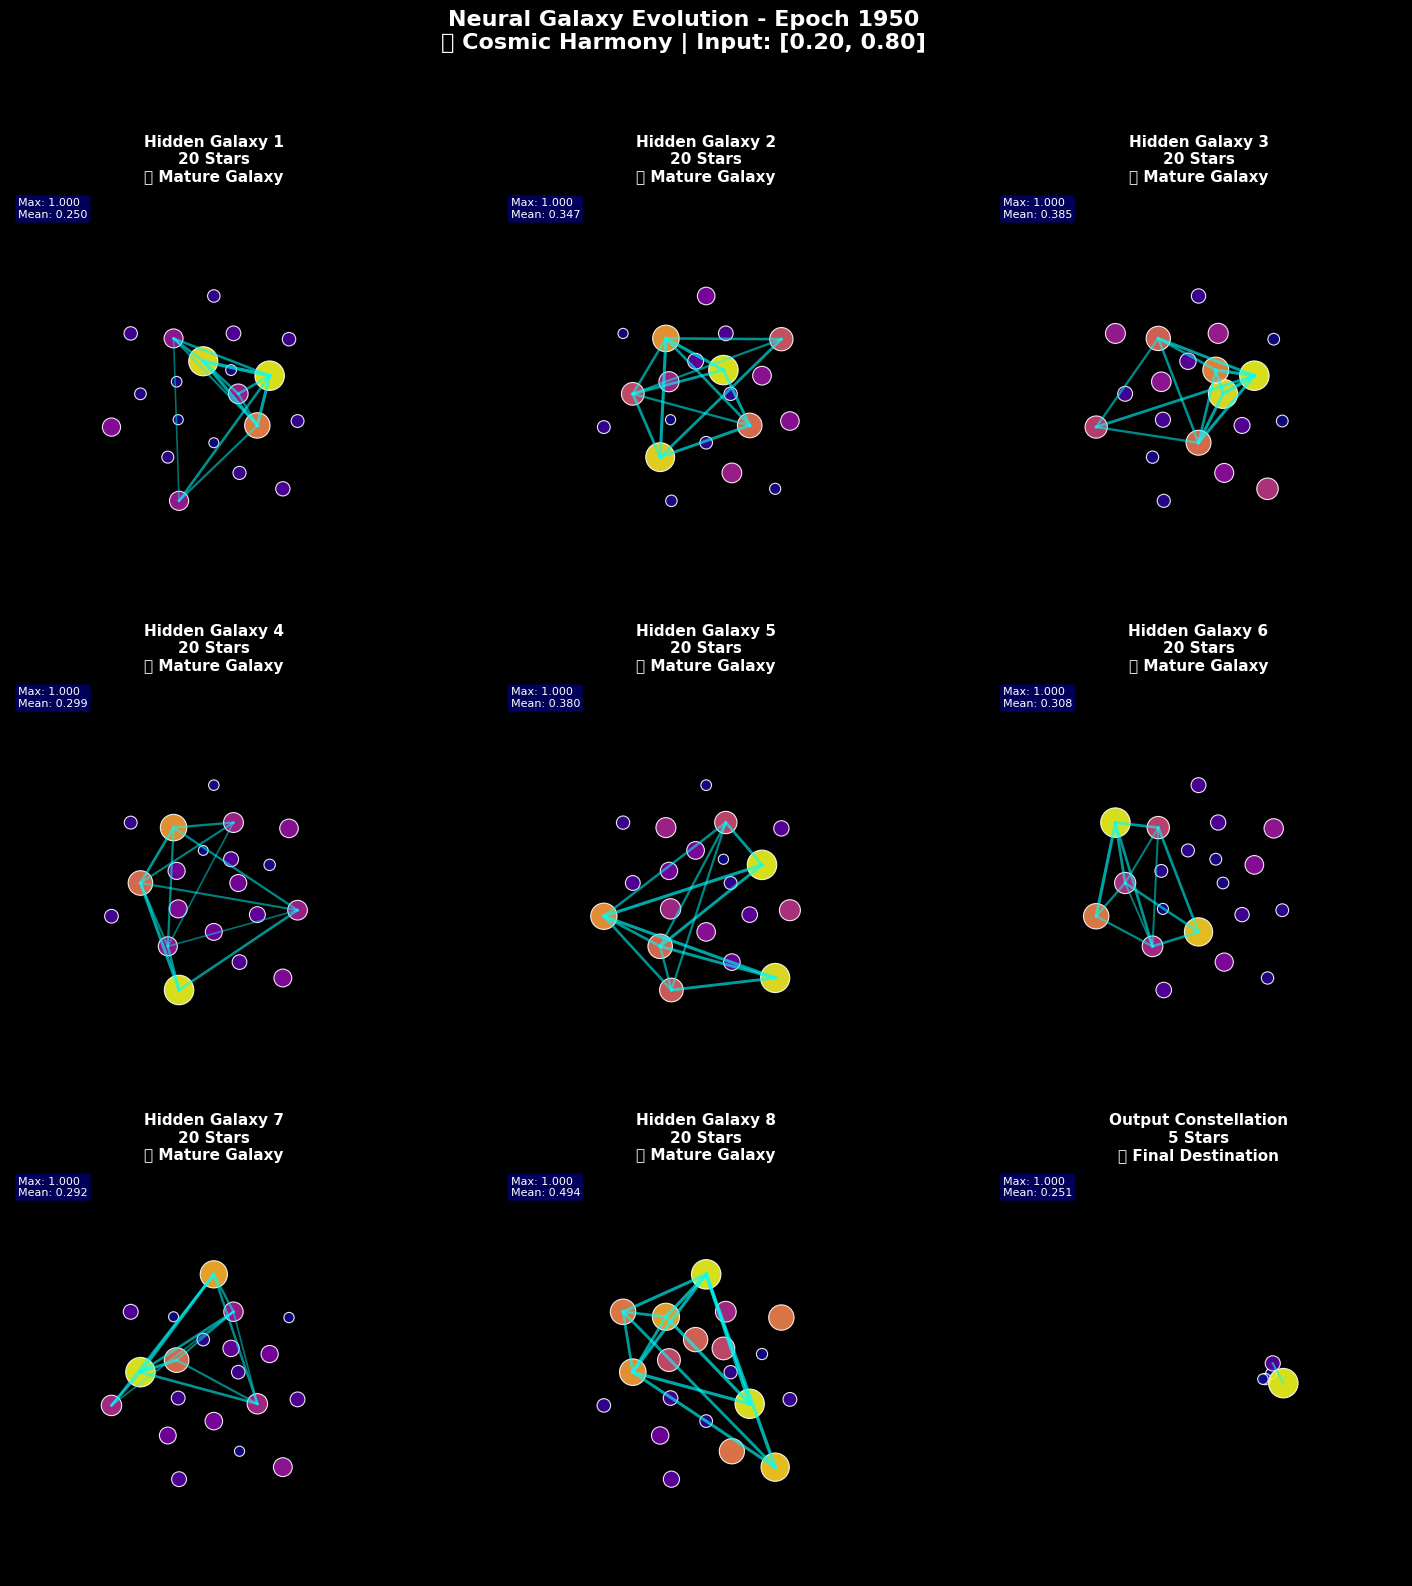 Neural Galaxy Evolution - Epoch 1950
Cosmic Harmony | Input: [0.20, 0.80]
Hidden Galaxy 1
20 Stars
Mature Galaxy
Max: 1.000
Mean: 0.250
Hidden Galaxy 2
20 Stars
Mature Galaxy
Max: 1.000
Mean: 0.347
Hidden Galaxy 3
20 Stars
Mature Galaxy
Max: 1.000
Mean: 0.385
Hidden Galaxy 4
20 Stars
Mature Galaxy
Max: 1.000
Mean: 0.299
Hidden Galaxy 5
20 Stars
Mature Galaxy
Max: 1.000
Mean: 0.380
Hidden Galaxy 6
20 Stars
Mature Galaxy
Max: 1.000
Mean: 0.308
Hidden Galaxy 7
20 Stars
Mature Galaxy
Max: 1.000
Mean: 0.292
Hidden Galaxy 8
20 Stars
Mature Galaxy
Max: 1.000
Mean: 0.494
Output Constellation
5 Stars
Final Destination
Max: 1.000
Mean: 0.251